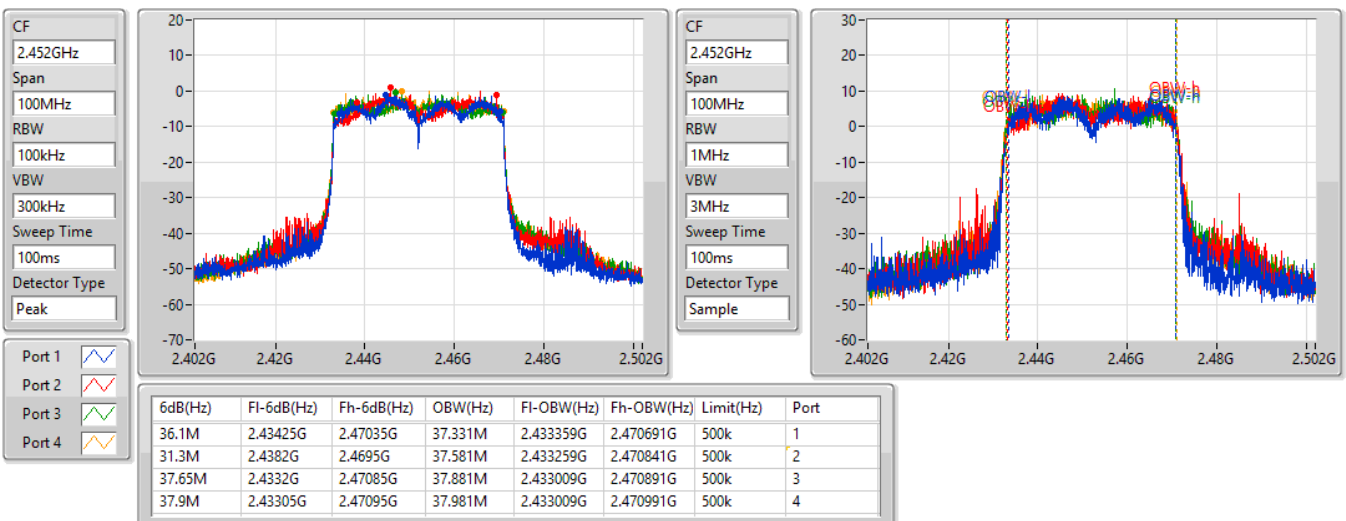 CF
2.452GHz
Span
100MHz
RBW
100kHz
VBW
300kHz
Sweep Time
100ms
Detector Type
Peak
20
10
0
-10
-20
-30
-40
-50
-60
-70
2.402G 2.42G 2.44G 2.46G 2.48G 2.502G
CF
2.452GHz
Span
100MHz
RBW
1MHz
VBW
3MHz
Sweep Time
100ms
Detector Type
Sample
30
20
10
0
-10
-20
-30
-40
-50
-60
OBW-h
OBW-h
2.402G 2.42G 2.44G 2.46G 2.48G 2.502G
Port 1
Port 2
Port 3
Port 4
6dB(Hz) Fl-6dB(Hz) Fh-6dB(Hz) OBW(Hz) Fl-OBW(Hz) Fh-OBW(Hz) Limit(Hz) Port
36.1M 2.43425G 2.47035G 37.331M 2.433359G 2.470691G 500k 1
31.3M 2.4382G 2.4695G 37.581M 2.433259G 2.470841G 500k 2
37.65M 2.4332G 2.47085G 37.881M 2.433009G 2.470891G 500k 3
37.9M 2.43305G 2.47095G 37.981M 2.433009G 2.470991G 500k 4